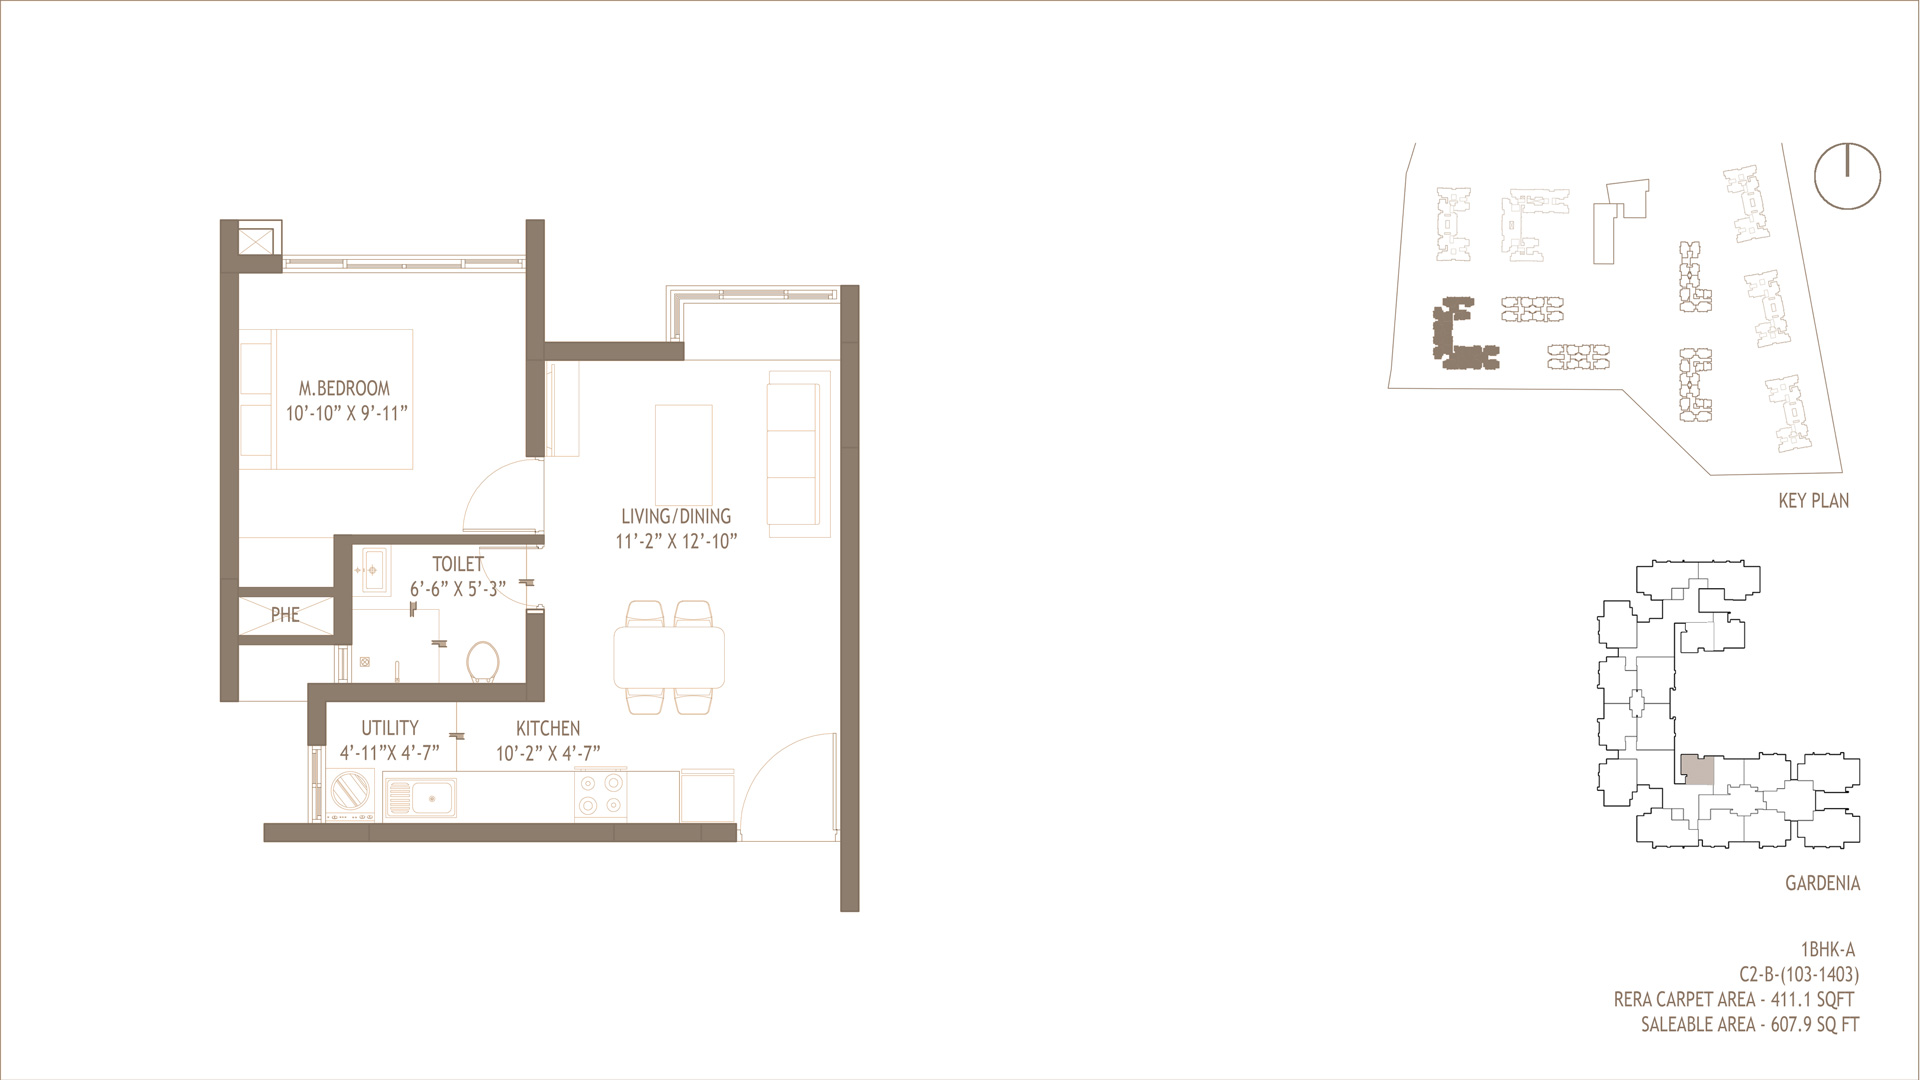 M.BEDROOM
10'-10" X 9'-11"
LIVING/DINING
11'-2" X 12'-10"
TOILET
6'-6" X 5'-3"
PHE
UTILITY
4'-11"X 4'-7"
KITCHEN
10'-2" X 4'-7"
KEY PLAN
GARDENIA
1BHK-A
C2-B-(103-1403)
RERA CARPET AREA - 411.1 SQFT
SALEABLE AREA - 607.9 SQ FT